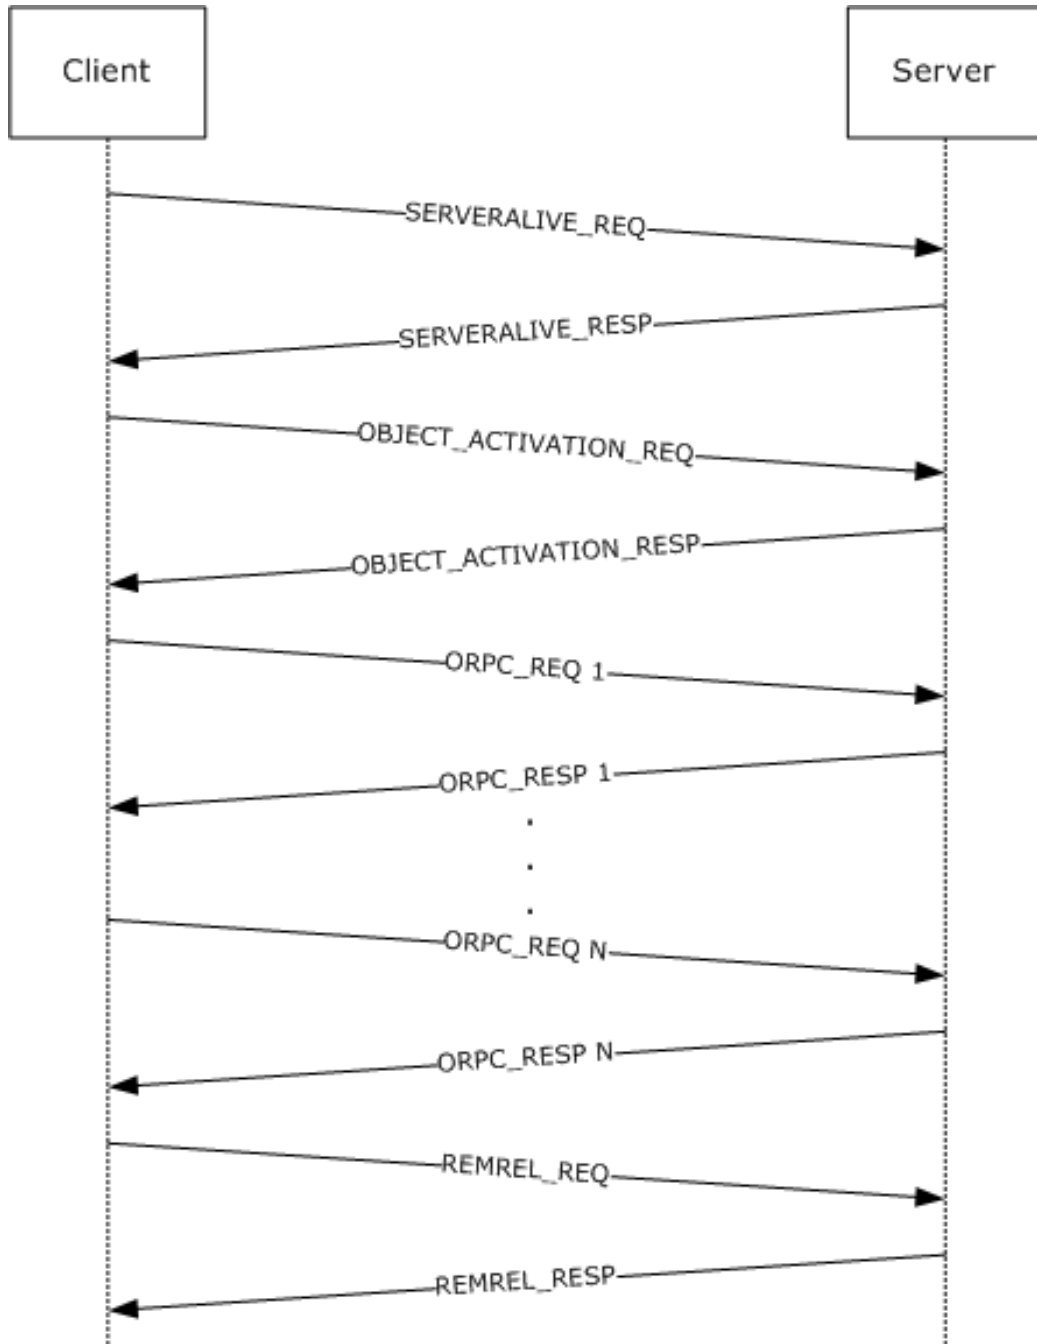 Client
Server
SERVERALIVE_REQ
SERVERALIVE_RESP
OBJECT_ACTIVATION_REQ
OBJECT_ACTIVATION_RESP
ORPC_REQ 1
ORPC_RESP 1
.
.
.
ORPC_REQ N
ORPC_RESP N
REMREL_REQ
REMREL_RESP